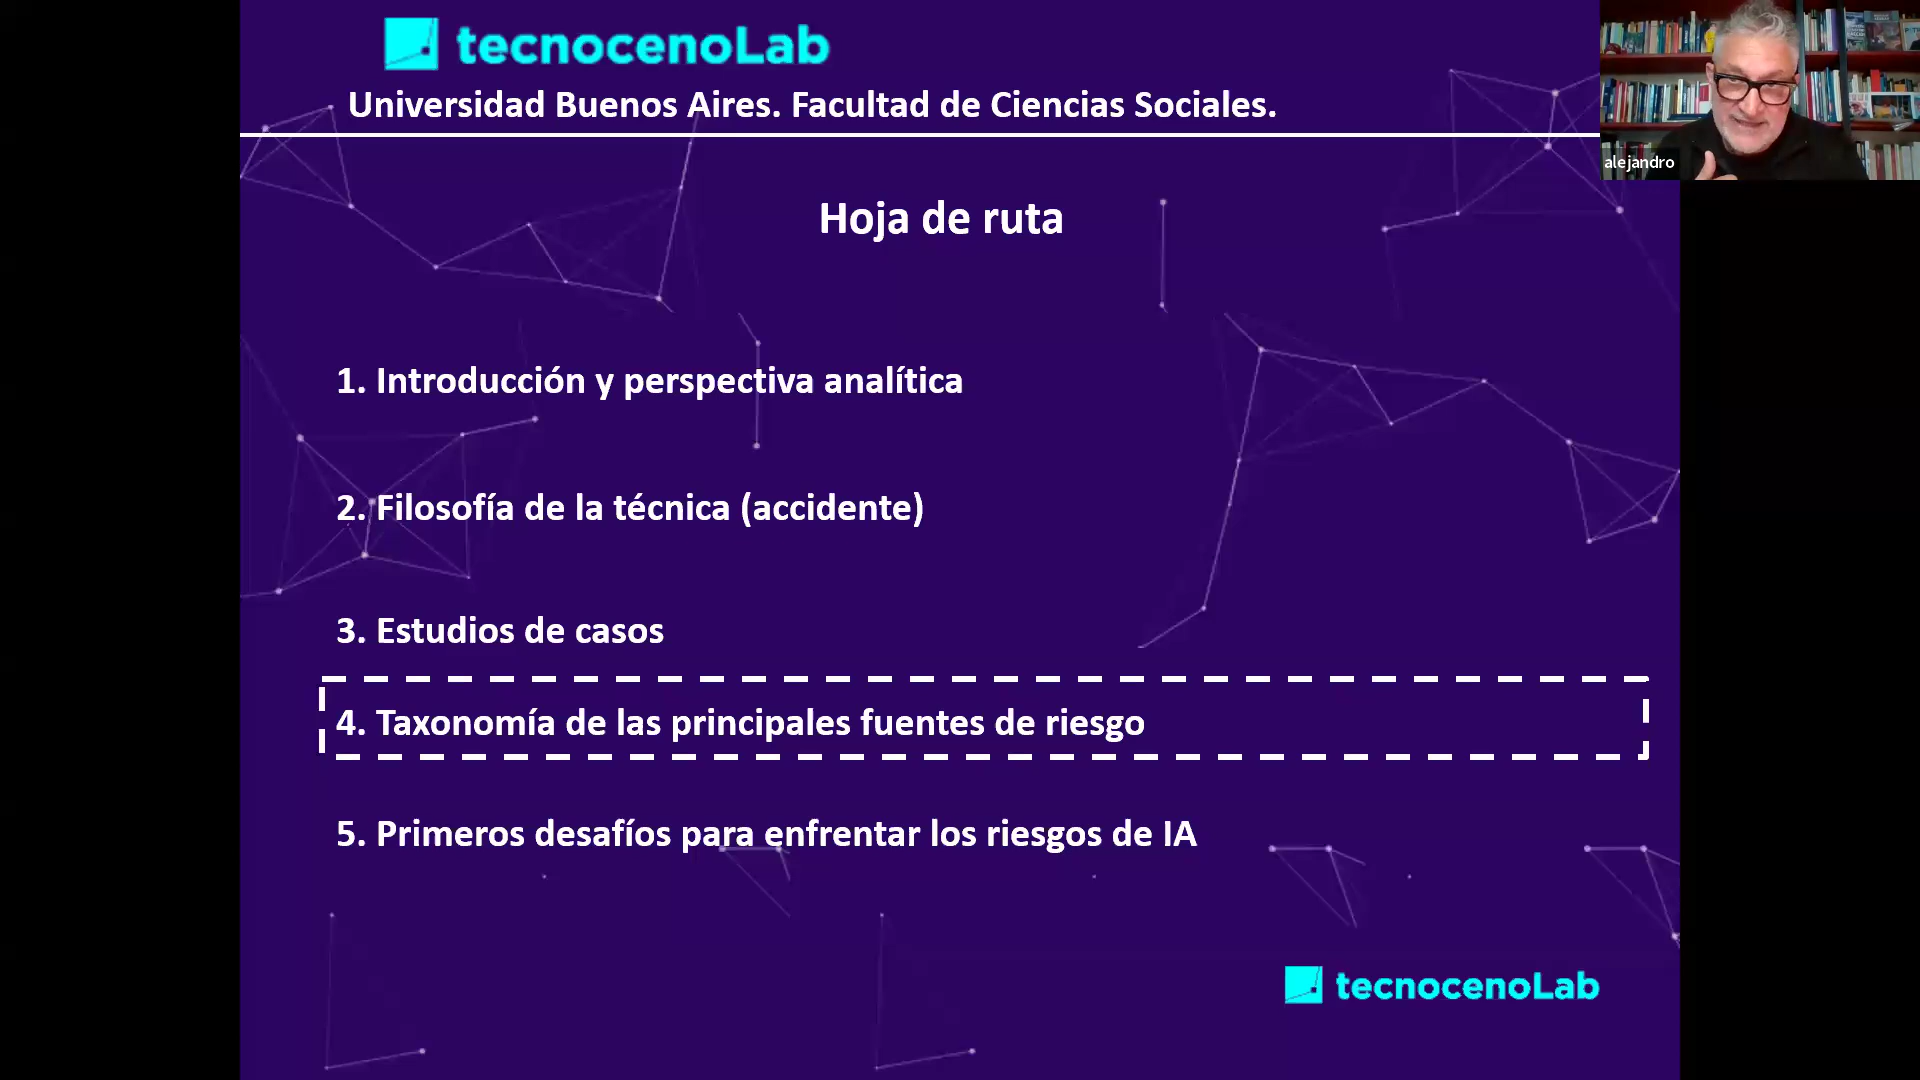 tecnocenoLab
Universidad Buenos Aires. Facultad de Ciencias Sociales.
alejandro
Hoja de ruta
1. Introducción y perspectiva analítica
2. Filosofía de la técnica (accidente)
3. Estudios de casos
4. Taxonomía de las principales fuentes de riesgo
5. Primeros desafíos para enfrentar los riesgos de IA
tecnocenoLab